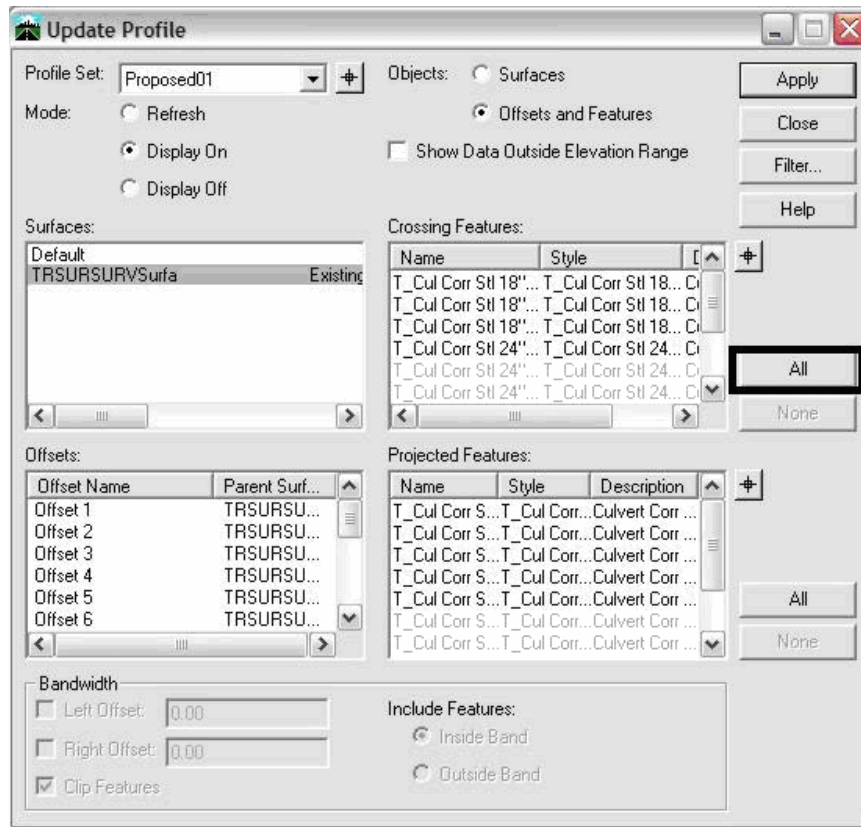 Update Profile
Profile Set: Proposed01
Objects: Surfaces
Offsets and Features
Mode: Refresh
Display On
Display Off
Show Data Outside Elevation Range
Apply
Close
Filter...
Help
Surfaces:
Default
TRSURSURVSurfa Existing
Crossing Features:
Name Style
T_Cul Corr Stl 18"... T_Cul Corr Stl 18...
T_Cul Corr Stl 18"... T_Cul Corr Stl 18...
T_Cul Corr Stl 18"... T_Cul Corr Stl 18...
T_Cul Corr Stl 24"... T_Cul Corr Stl 24...
T_Cul Corr Stl 24"... T_Cul Corr Stl 24...
T_Cul Corr Stl 24"... T_Cul Corr Stl 24...
All
None
Offsets:
Offset Name Parent Surf...
Offset 1 TRSURSU...
Offset 2 TRSURSU...
Offset 3 TRSURSU...
Offset 4 TRSURSU...
Offset 5 TRSURSU...
Offset 6 TRSURSU...
Projected Features:
Name Style Description
T_Cul Corr S... T_Cul Corr... Culvert Corr ...
T_Cul Corr S... T_Cul Corr... Culvert Corr ...
T_Cul Corr S... T_Cul Corr... Culvert Corr ...
T_Cul Corr S... T_Cul Corr... Culvert Corr ...
T_Cul Corr S... T_Cul Corr... Culvert Corr ...
T_Cul Corr S... T_Cul Corr... Culvert Corr ...
T_Cul Corr S... T_Cul Corr... Culvert Corr ...
All
None
Bandwidth
Left Offset: 0.00
Right Offset: 0.00
Clip Features
Include Features:
Inside Band
Outside Band